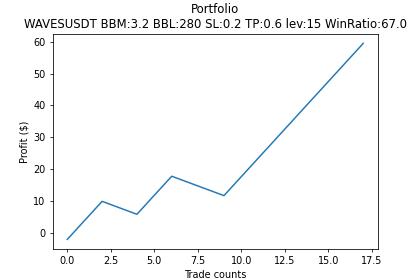 Portfolio
WAVESUSDT BBM:3.2 BBL:280 SL:0.2 TP:0.6 lev:15 WinRatio:67.0
60
50
40
30
20
10
0
Profit ($)
0.0 2.5 5.0 7.5 10.0 12.5 15.0 17.5
Trade counts